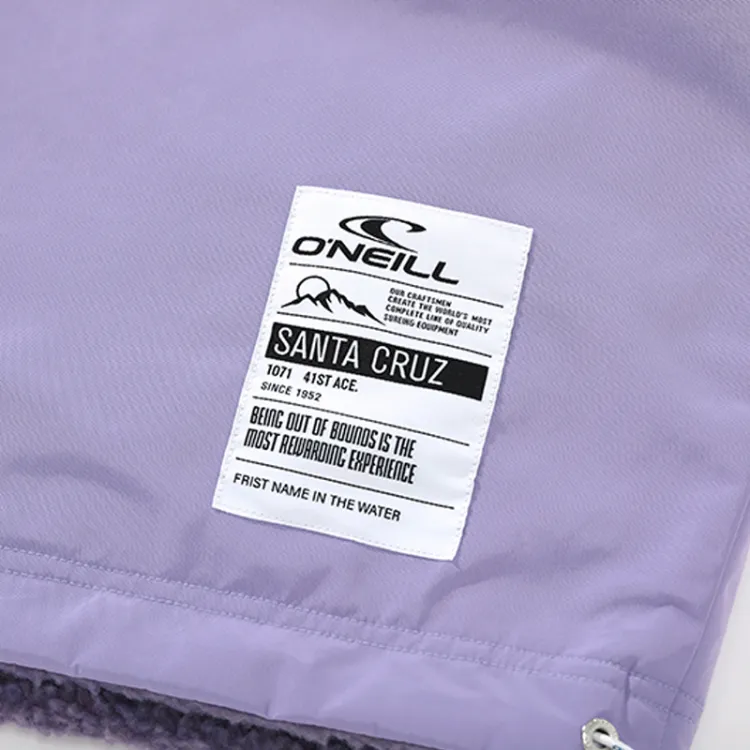 O'NEILL
OUR CRAFTSMEN
CREATE THE WORLD'S MOST
COMPLETE LINE OF QUALITY
SUREING EQUIPMENT
SANTA CRUZ
1071 41ST ACE.
SINCE 1952
BEING OUT OF BOUNDS IS THE
MOST REWARDING EXPERIENCE
FRIST NAME IN THE WATER